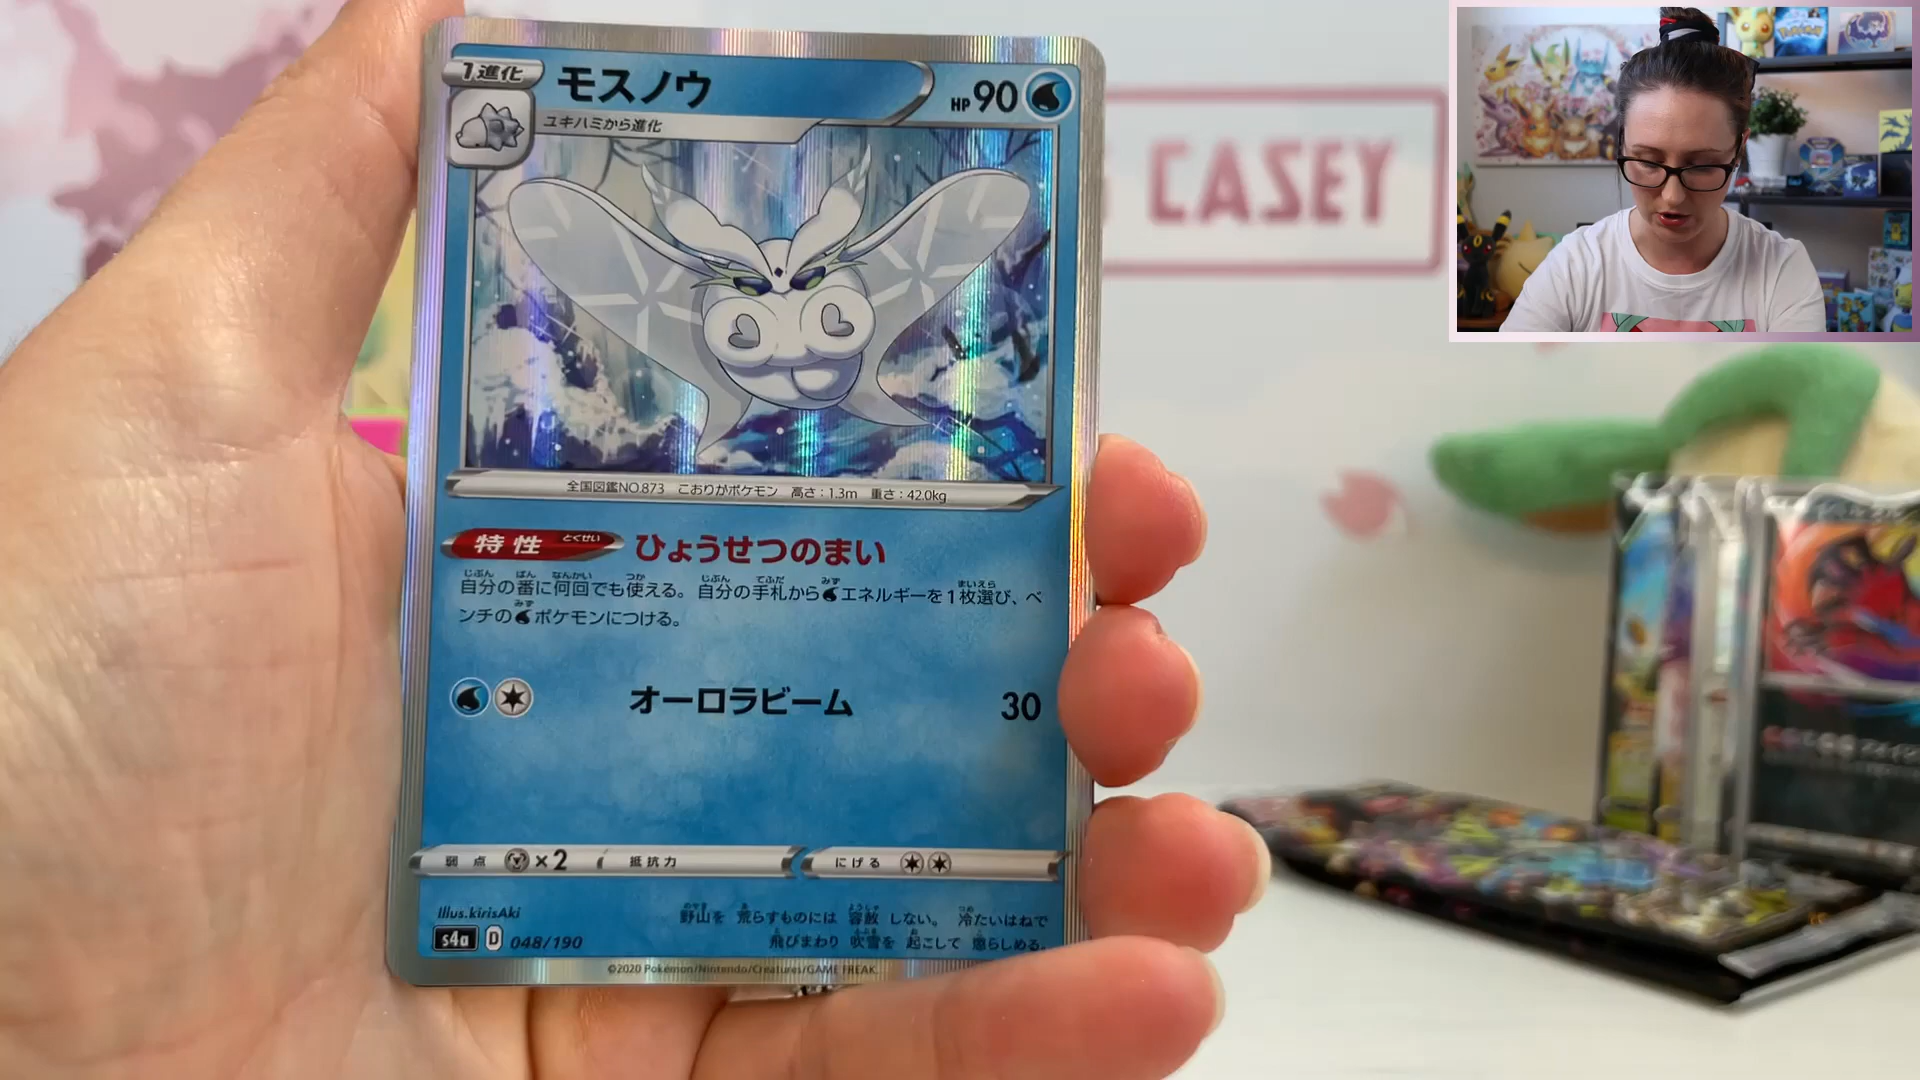 1進化
モスノウ
HP90
ユキハミから進化
CASEY
全国図鑑NO.873 こおりがポケモン 高さ:1.3m 重さ:42.0kg
特性 とくせい ひょうせつのまい
自分の番に何回でも使える。自分の手札からエネルギーを1枚選び、ベ
ンチのポケモンにつける。
オーロラビーム 30
弱点 ×2 抵抗力 にげる
Illus.kirisAki
野山を 荒らすものには 容赦 しない。 冷たいはねで
飛びまわり 吹雪を 起こして 懲らしめる。
s4a D 048/190
©2020 Pokémon/Nintendo/Creatures/GAME FREAK.